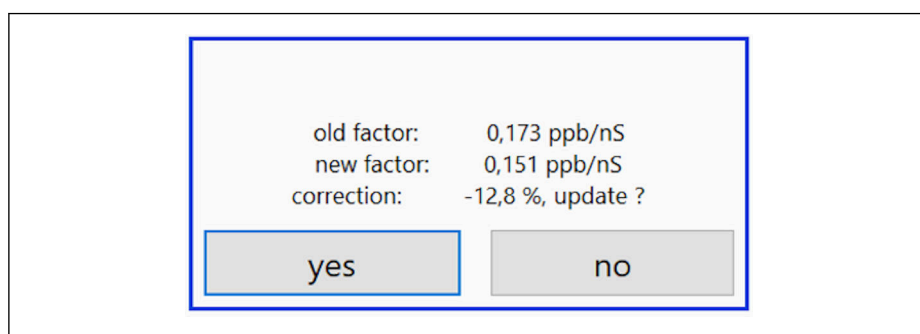 old factor: 0,173 ppb/nS
new factor: 0,151 ppb/nS
correction: -12,8 %, update ?
yes no